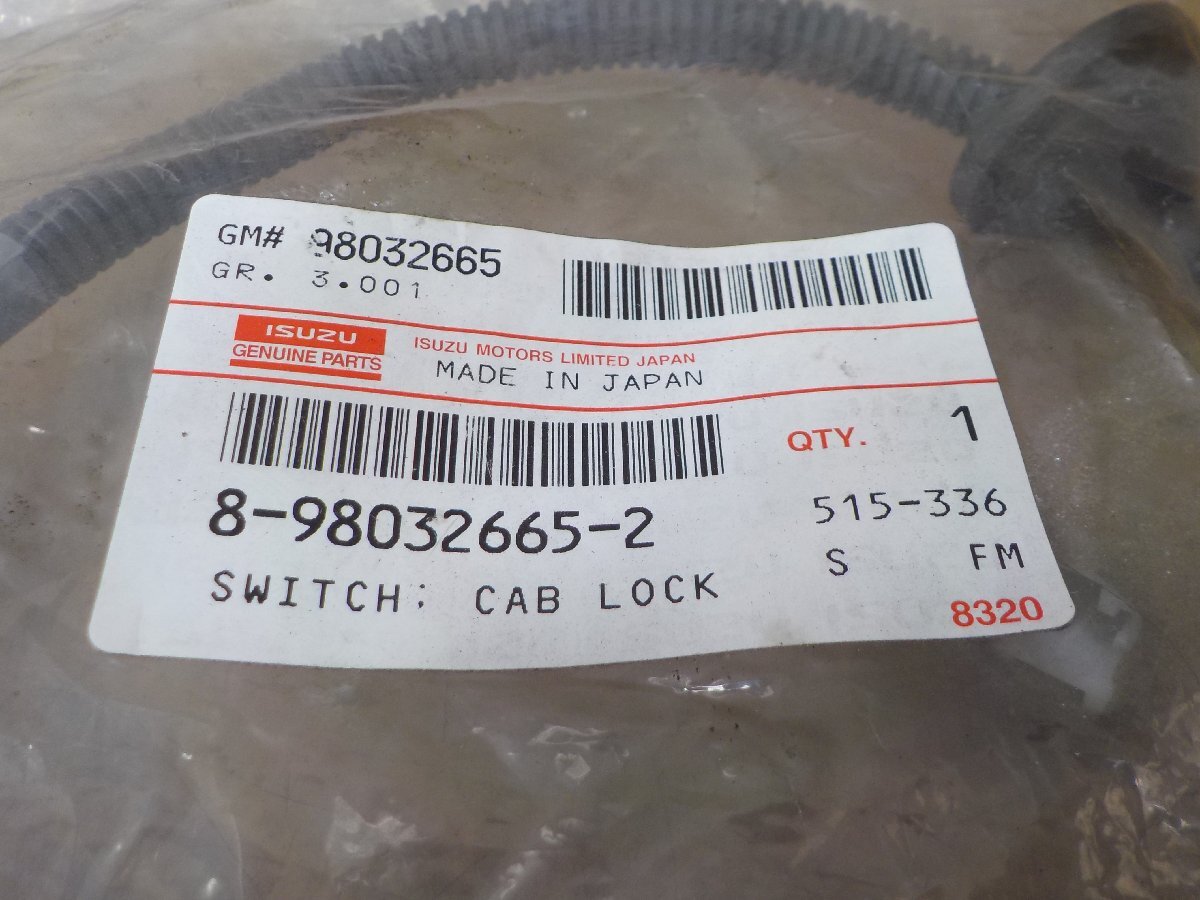 GM# 98032665
GR. 3.001
ISUZU
GENUINE PARTS
ISUZU MOTORS LIMITED JAPAN
MADE IN JAPAN
QTY. 1
8-98032665-2
515-336
SWITCH; CAB LOCK
S FM
8320